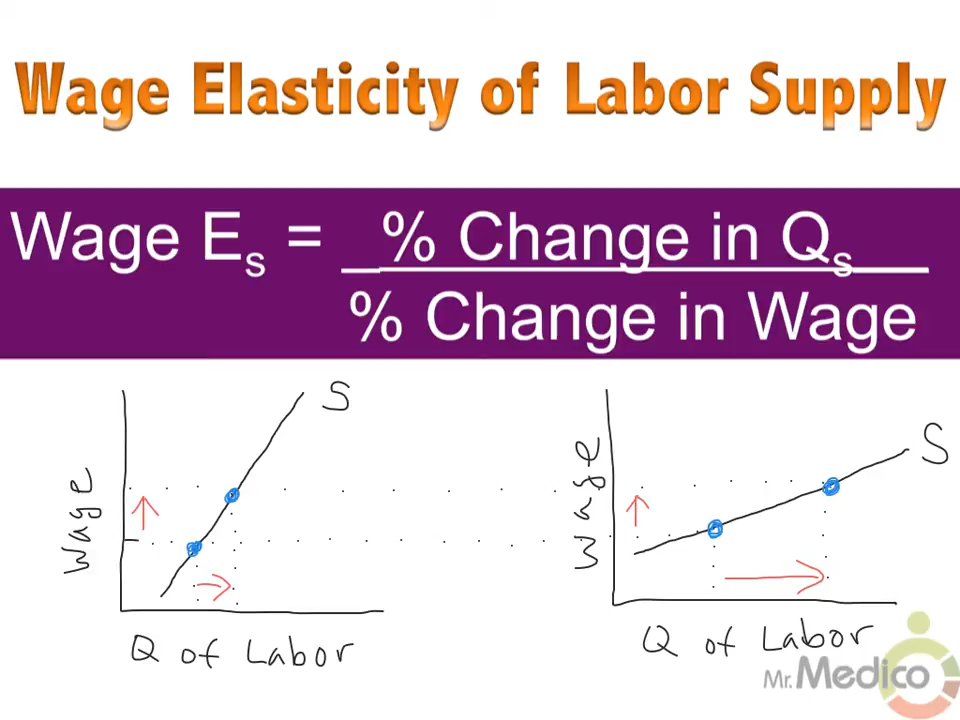 Wage Elasticity of Labor Supply
Wage Es = % Change in Qs
% Change in Wage
S
Wage
Q of Labor
S
Wage
Q of Labor
Mr. Medico